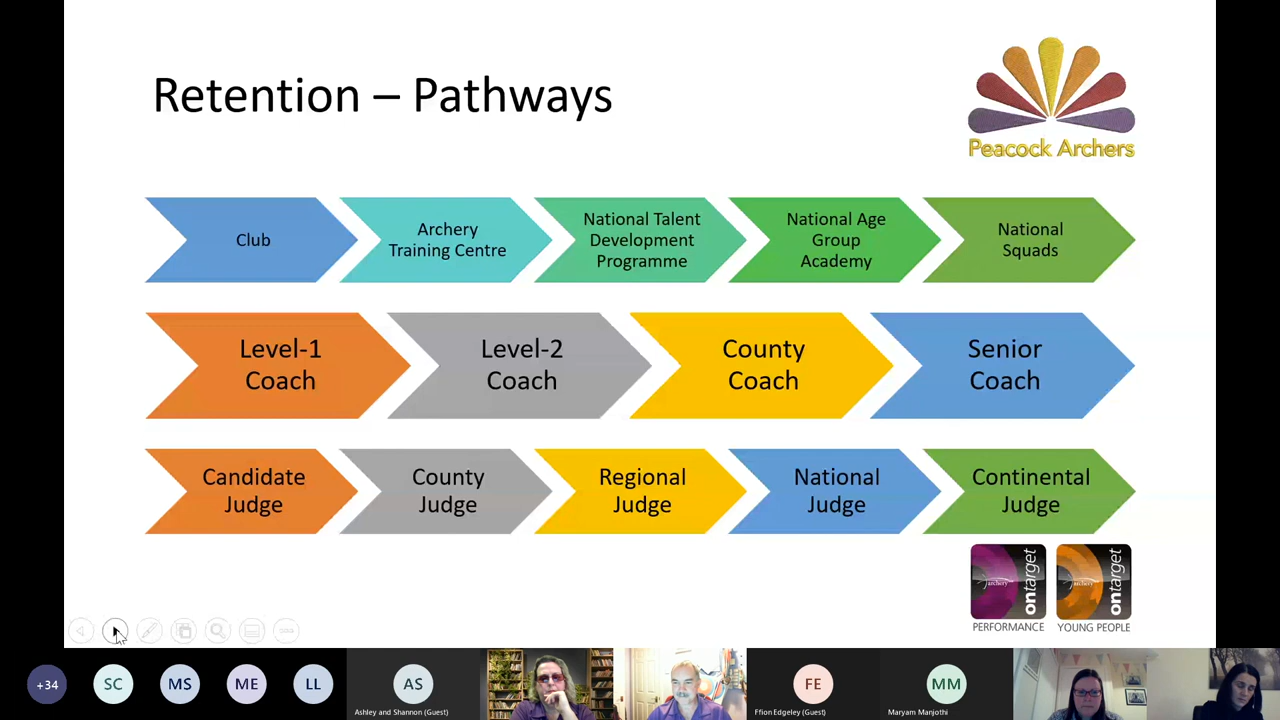 Retention – Pathways
Peacock Archers
Club
Archery
Training Centre
National Talent
Development
Programme
National Age
Group
Academy
National
Squads
Level-1
Coach
Level-2
Coach
County
Coach
Senior
Coach
Candidate
Judge
County
Judge
Regional
Judge
National
Judge
Continental
Judge
archery
ontarget
PERFORMANCE
archery
ontarget
YOUNG PEOPLE
+34
SC
MS
ME
LL
AS
Ashley and Shannon (Guest)
FE
Ffion Edgeley (Guest)
MM
Maryam Manjothi